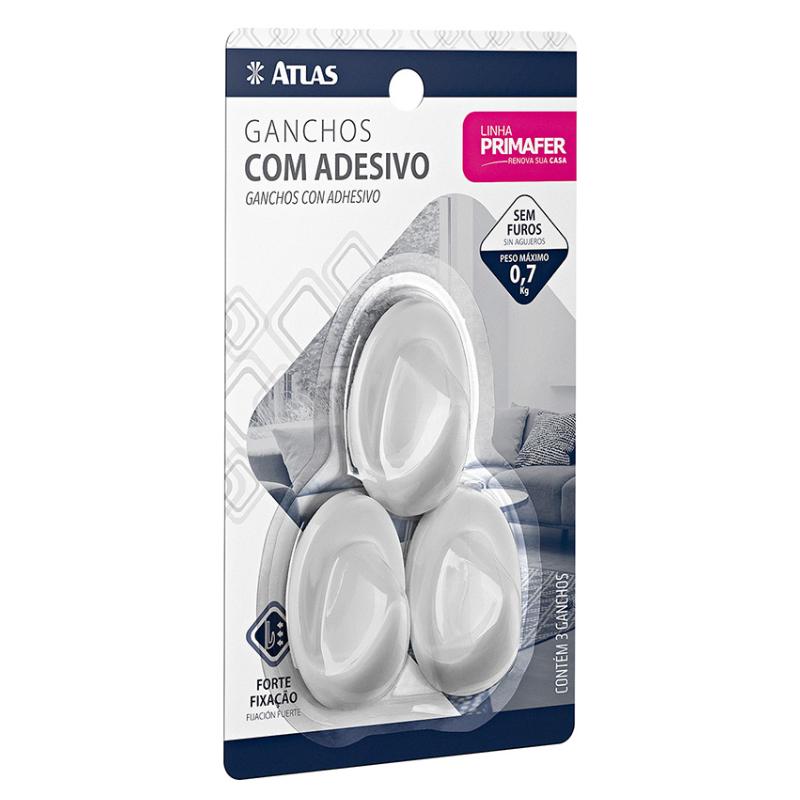 ATLAS
GANCHOS
COM ADESIVO
GANCHOS CON ADHESIVO
LINHA
PRIMAFER
RENOVA SUA CASA
SEM
FUROS
SIN AGUJEROS
PESO MÁXIMO
0,7
Kg
FORTE
FIXAÇÃO
FIJACIÓN FUERTE
CONTÉM 3 GANCHOS